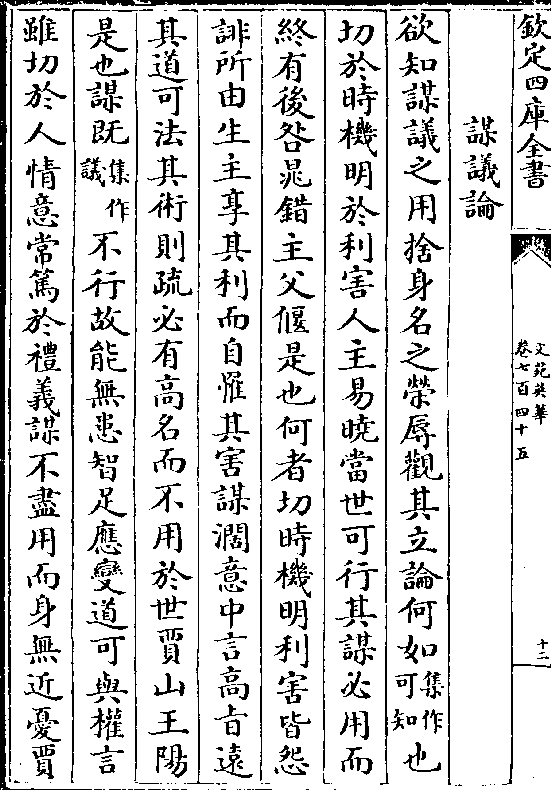 欽定四庫全書
文苑英華
卷七百四十五
十二
謀議論
欲知謀議之用捨身名之榮辱觀其立論何如集作可知也
切於時機明於利害人主易曉當世可行其謀必用而
終有後咎晁錯主父偃是也何者切時機明利害皆怨
誹所由生主享其利而自罹其害謀濶意中言高旨遠
其道可法其術則疏必有高名而不用於世賈山王陽
是也謀既集作議不行故能無患智足應變道可與權言
雖切於人情意常篤於禮義謀不盡用而身無近憂賈